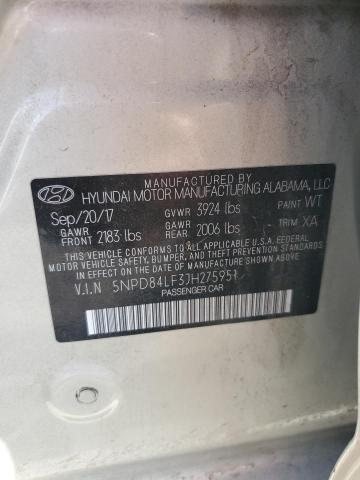 MANUFACTURED BY
HYUNDAI MOTOR MANUFACTURING ALABAMA, LLC
Sep/20/17 GVWR 3924 lbs PAINT WT
GAWR FRONT 2183 lbs GAWR REAR 2006 lbs TRIM XA
THIS VEHICLE CONFORMS TO ALL APPLICABLE U.S.A. FEDERAL
MOTOR VEHICLE SAFETY, BUMPER, AND THEFT PREVENTION STANDARDS
IN EFFECT ON THE DATE OF MANUFACTURE SHOWN ABOVE.
V.I.N 5NPD84LF3JH275951
PASSENGER CAR